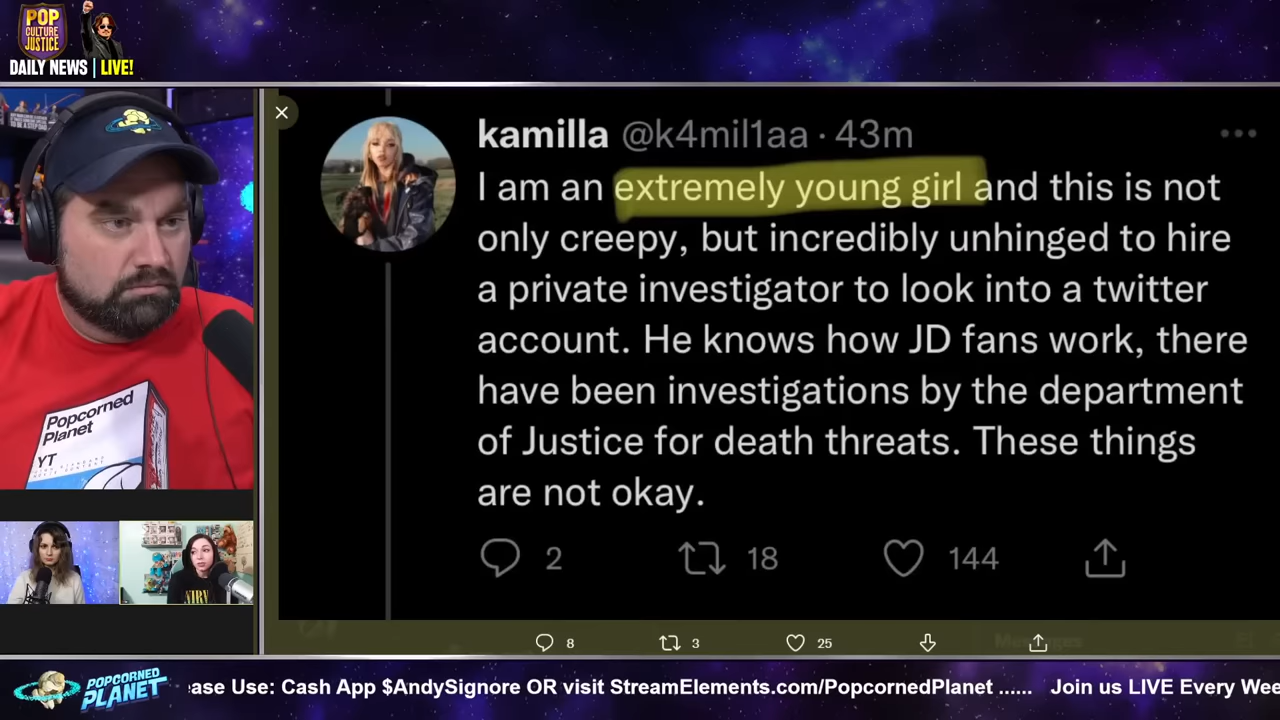 POP
CULTURE
JUSTICE
DAILY NEWS | LIVE!
kamilla @k4mil1aa · 43m
I am an extremely young girl and this is not
only creepy, but incredibly unhinged to hire
a private investigator to look into a twitter
account. He knows how JD fans work, there
have been investigations by the department
of Justice for death threats. These things
are not okay.
2 18 144
8 3 25
Popcorned
Planet
YT
NIRV
POPCORNED
PLANET
ase Use: Cash App $AndySignore OR visit StreamElements.com/PopcornedPlanet ...... Join us LIVE Every Wee